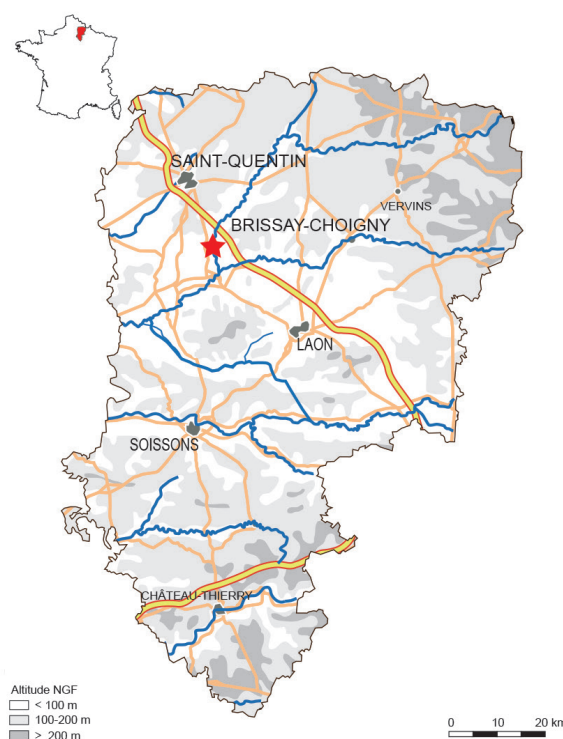 SAINT-QUENTIN
VERVINS
BRISSAY-CHOIGNY
LAON
SOISSONS
CHÂTEAU-THIERRY
Altitude NGF
< 100 m
100-200 m
> 200 m
0 10 20 km